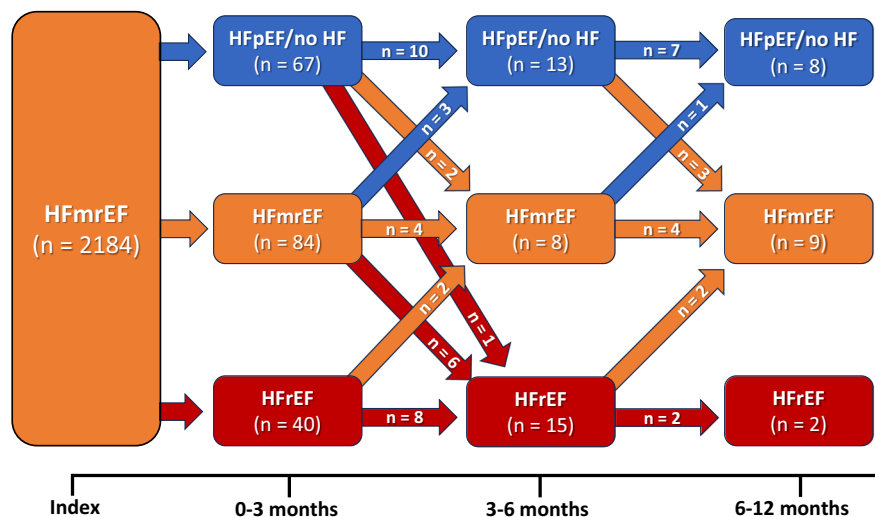 HFmrEF
(n = 2184)
HFpEF/no HF
(n = 67)
n = 10
HFpEF/no HF
(n = 13)
n = 7
HFpEF/no HF
(n = 8)
n = 3
n = 2
n = 1
n = 3
HFmrEF
(n = 84)
n = 4
HFmrEF
(n = 8)
n = 4
HFmrEF
(n = 9)
n = 2
n = 1
n = 6
n = 2
HFrEF
(n = 40)
n = 8
HFrEF
(n = 15)
n = 2
HFrEF
(n = 2)
Index
0-3 months
3-6 months
6-12 months